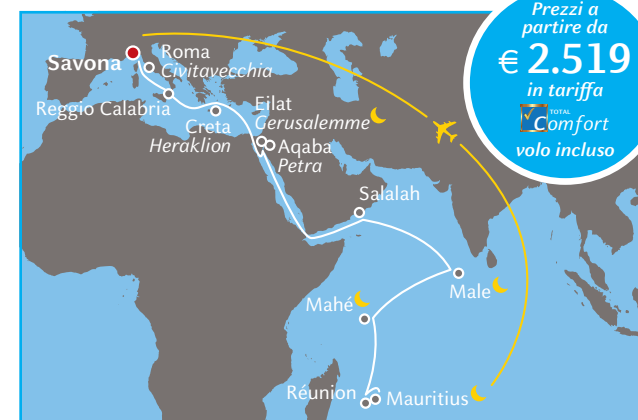 Prezzi a
partire da
€ 2.519
in tariffa
TOTAL
Comfort
volo incluso
Savona
Roma
Civitavecchia
Reggio Calabria
Creta
Heraklion
Eilat
Gerusalemme
Aqaba
Petra
Salalah
Male
Mahé
Réunion
Mauritius